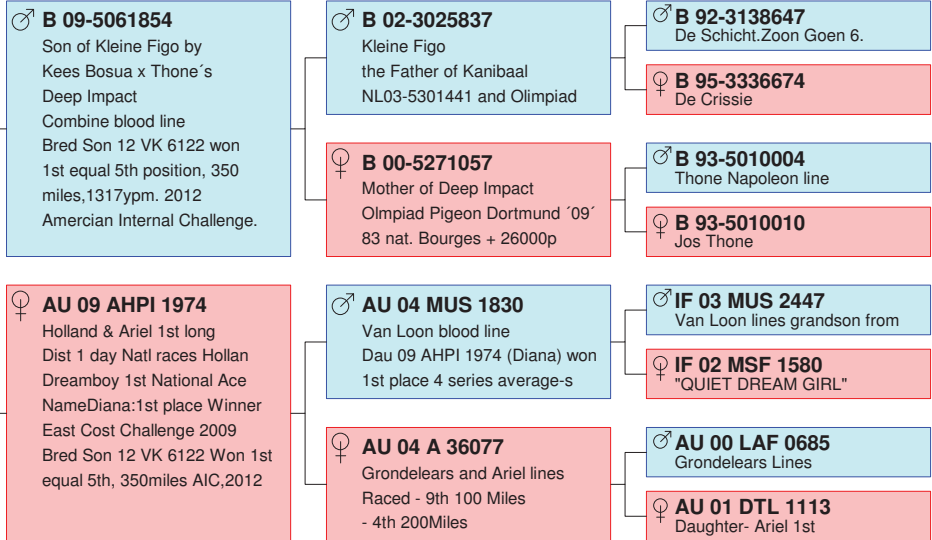 B 09-5061854
Son of Kleine Figo by
Kees Bosua x Thone´s
Deep Impact
Combine blood line
Bred Son 12 VK 6122 won
1st equal 5th position, 350
miles,1317ypm. 2012
Amercian Internal Challenge.
AU 09 AHPI 1974
Holland & Ariel 1st long
Dist 1 day Natl races Hollan
Dreamboy 1st National Ace
NameDiana:1st place Winner
East Cost Challenge 2009
Bred Son 12 VK 6122 Won 1st
equal 5th, 350miles AIC,2012
B 02-3025837
Kleine Figo
the Father of Kanibaal
NL03-5301441 and Olimpiad
B 00-5271057
Mother of Deep Impact
Olmpiad Pigeon Dortmund ´09´
83 nat. Bourges + 26000p
AU 04 MUS 1830
Van Loon blood line
Dau 09 AHPI 1974 (Diana) won
1st place 4 series average-s
AU 04 A 36077
Grondelears and Ariel lines
Raced - 9th 100 Miles
- 4th 200Miles
B 92-3138647
De Schicht.Zoon Goen 6.
B 95-3336674
De Crissie
B 93-5010004
Thone Napoleon line
B 93-5010010
Jos Thone
IF 03 MUS 2447
Van Loon lines grandson from
IF 02 MSF 1580
"QUIET DREAM GIRL"
AU 00 LAF 0685
Grondelears Lines
AU 01 DTL 1113
Daughter- Ariel 1st